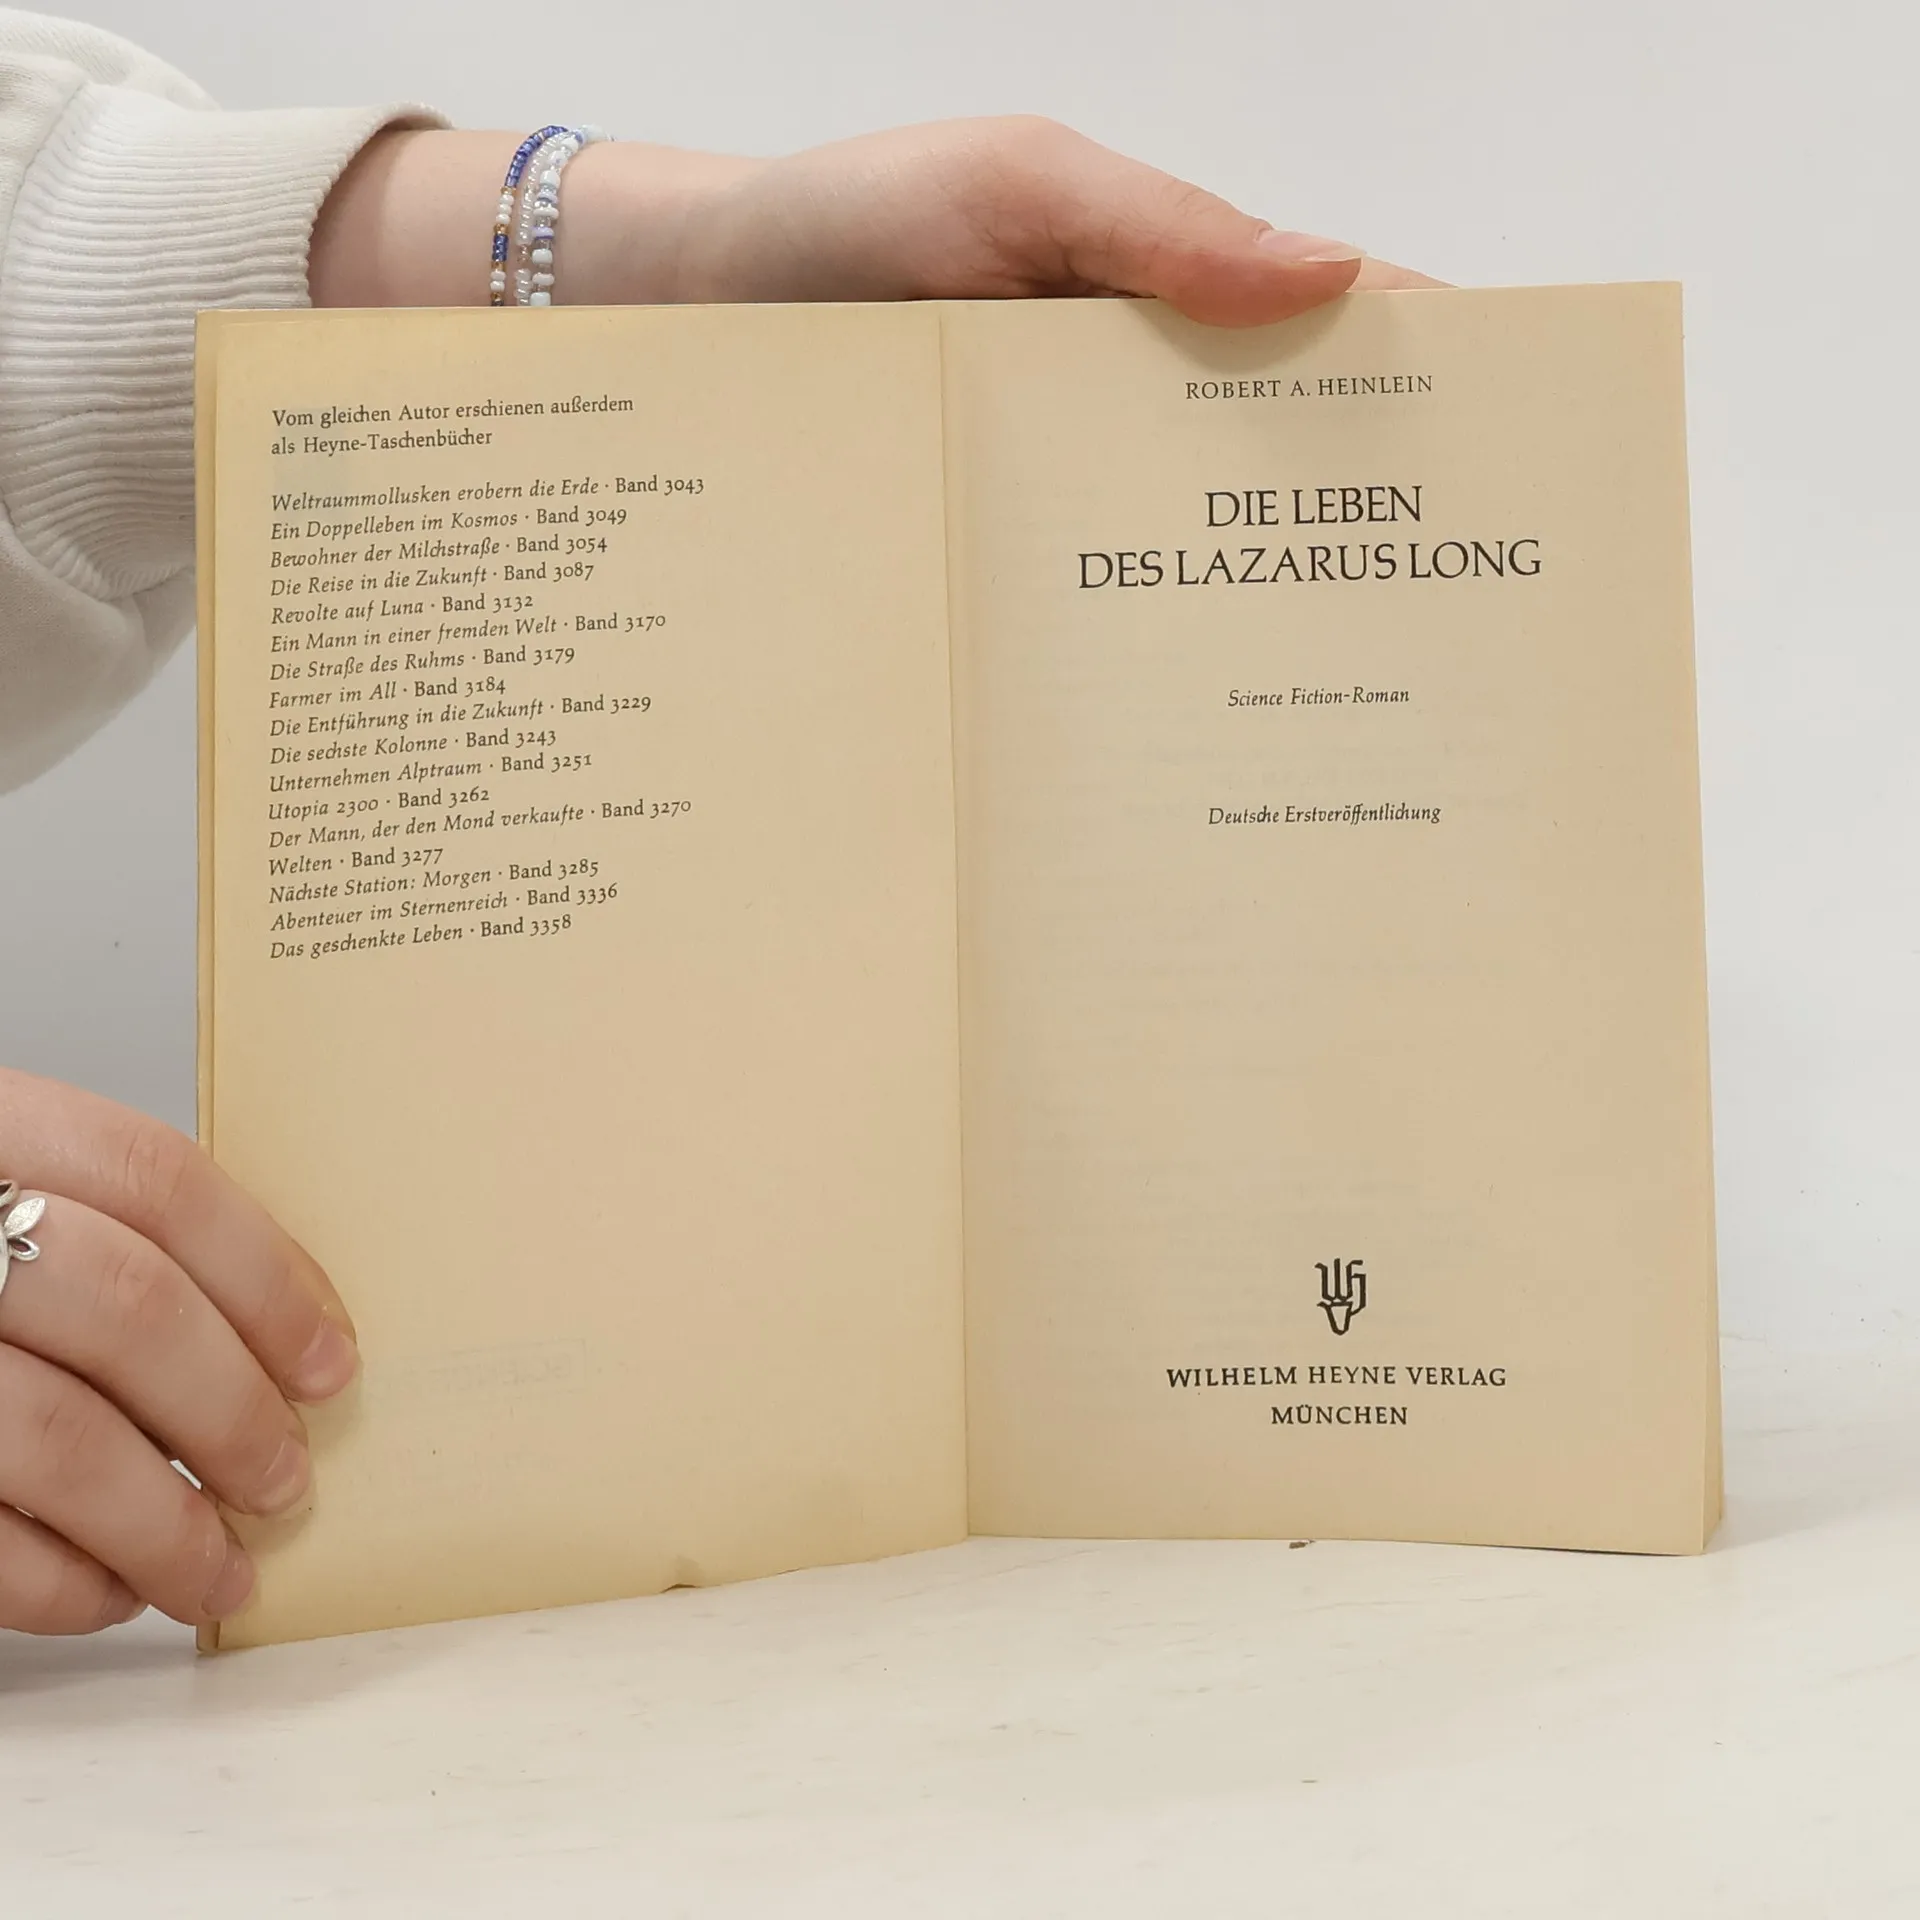 Vom gleichen Autor erschienen außerdem
als Heyne-Taschenbücher
Weltraummollusken erobern die Erde · Band 3043
Ein Doppelleben im Kosmos · Band 3049
Bewohner der Milchstraße · Band 3054
Die Reise in die Zukunft · Band 3087
Revolte auf Luna · Band 3132
Ein Mann in einer fremden Welt · Band 3170
Die Straße des Ruhms · Band 3179
Farmer im All · Band 3184
Die Entführung in die Zukunft · Band 3229
Die sechste Kolonne · Band 3243
Unternehmen Alptraum · Band 3251
Utopia 2300 · Band 3262
Der Mann, der den Mond verkaufte · Band 3270
Welten · Band 3277
Nächste Station: Morgen · Band 3285
Abenteuer im Sternenreich · Band 3336
Das geschenkte Leben · Band 3358
ROBERT A. HEINLEIN
DIE LEBEN
DES LAZARUS LONG
Science Fiction-Roman
Deutsche Erstveröffentlichung
WHV
WILHELM HEYNE VERLAG
MÜNCHEN